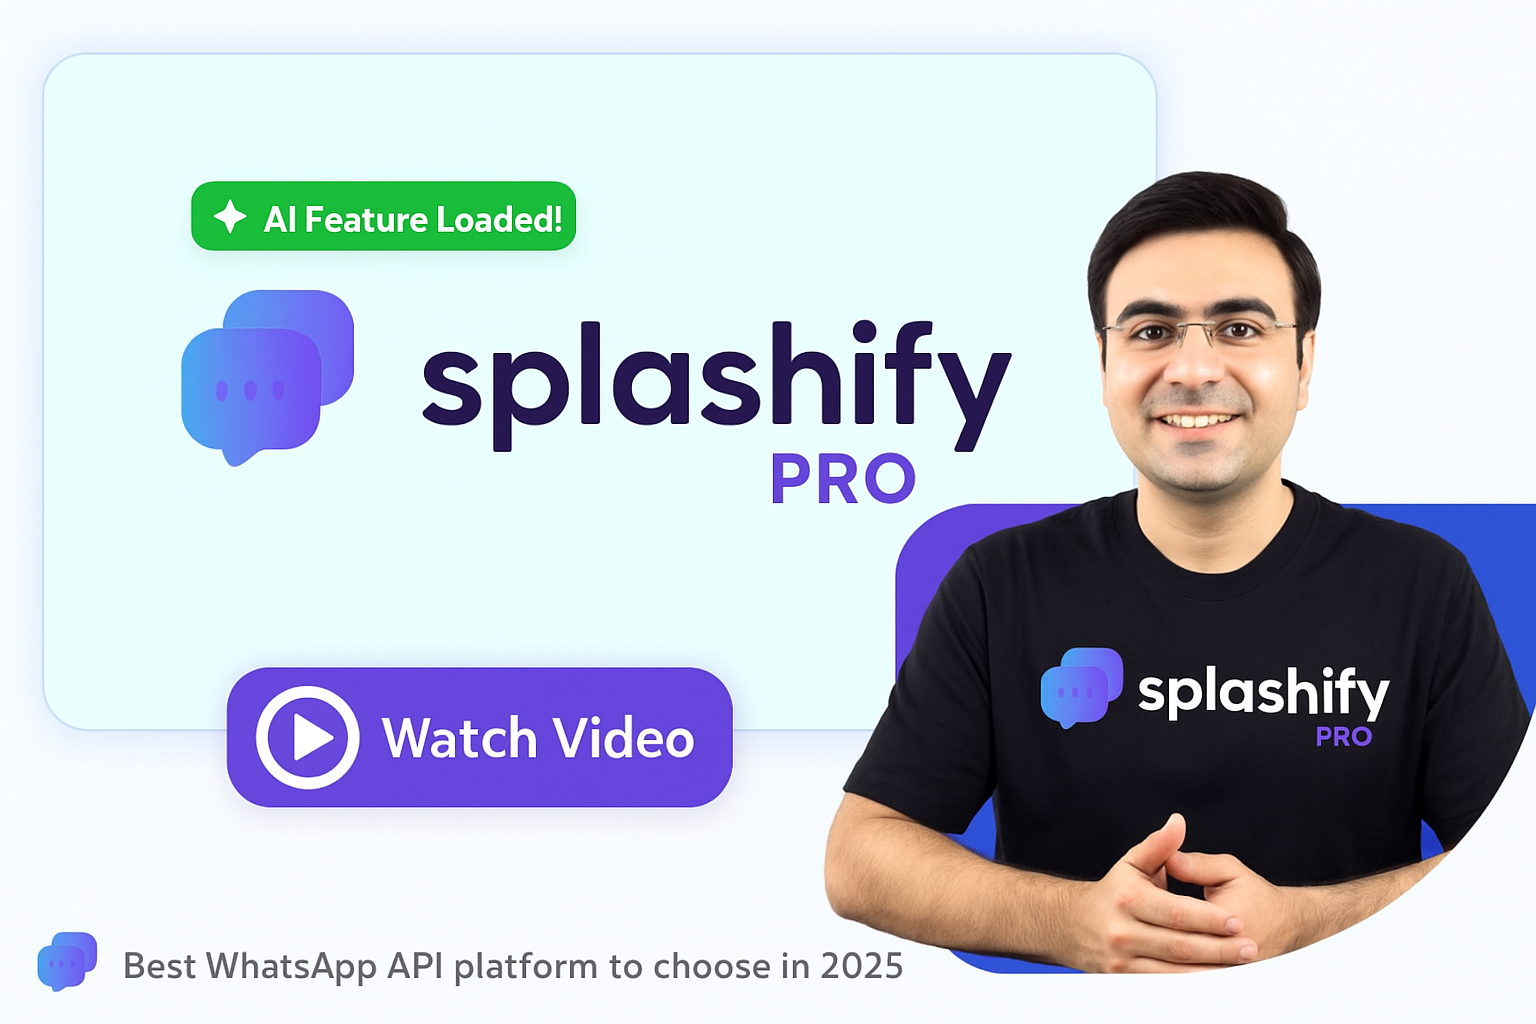 AI Feature Loaded!
splashify
PRO
Watch Video
splashify
PRO
Best WhatsApp API platform to choose in 2025